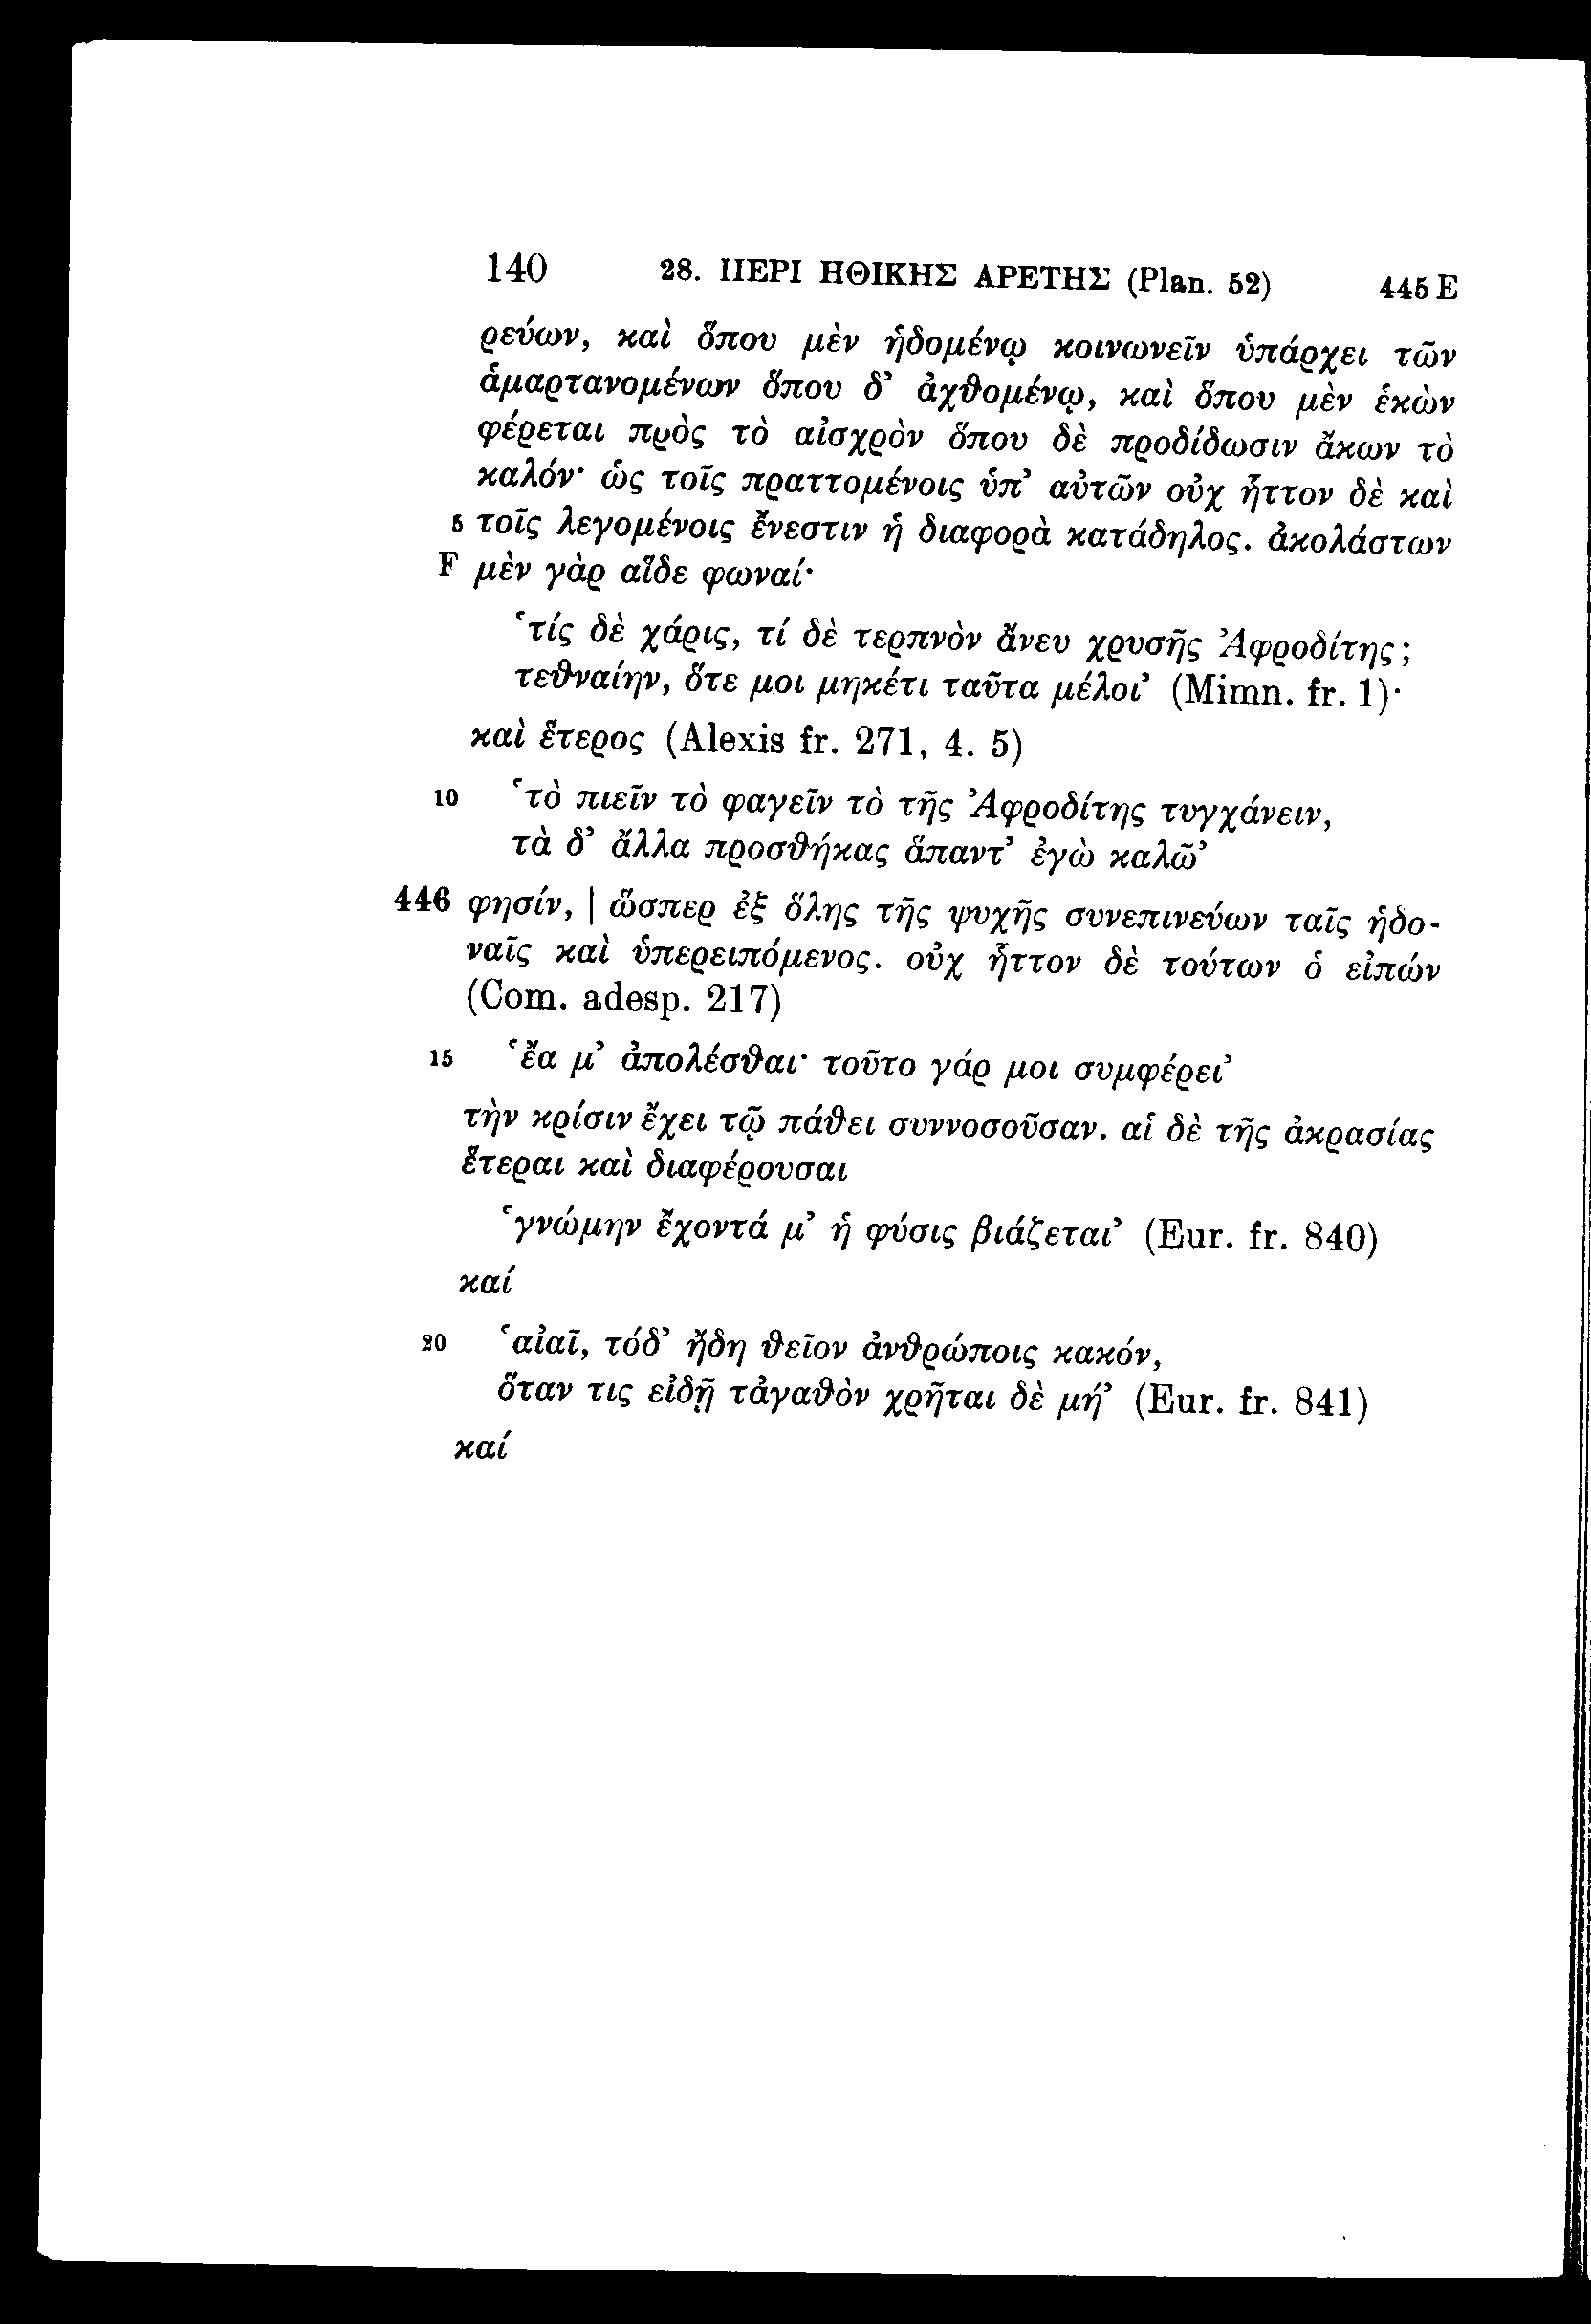 140 28. ΠΕΡΙ ΗΘΙΚΗΣ ΑΡΕΤΗΣ (Plan. 52) 445 E
ρεύων, καὶ ὅπου μὲν ἡδομένῳ κοινωνεῖν ὑπάρχει τῶν
ἁμαρτανομένων ὅπου δ’ ἀχθομένῳ, καὶ ὅπου μὲν ἑκὼν
φέρεται πρὸς τὸ αἰσχρὸν ὅπου δὲ προδίδωσιν ἄκων τὸ
καλόν· ὡς τοῖς πραττομένοις ὑπ’ αὐτῶν οὐχ ἧττον δὲ καὶ
5 τοῖς λεγομένοις ἔνεστιν ἡ διαφορὰ κατάδηλος. ἀκολάστων
F μὲν γὰρ αἵδε φωναί·
‘τίς δὲ χάρις, τί δὲ τερπνὸν ἄνευ χρυσῆς Ἀφροδίτης;
τεθναίην, ὅτε μοι μηκέτι ταῦτα μέλοι’ (Mimn. fr. 1)·
καὶ ἕτερος (Alexis fr. 271, 4. 5)
10 ‘τὸ πιεῖν τὸ φαγεῖν τὸ τῆς Ἀφροδίτης τυγχάνειν,
τὰ δ’ ἄλλα προσθήκας ἅπαντ’ ἐγὼ καλῶ’
446 φησίν, | ὥσπερ ἐξ ὅλης τῆς ψυχῆς συνεπινεύων ταῖς ἡδο-
ναῖς καὶ ὑπερειπόμενος. οὐχ ἧττον δὲ τούτων ὁ εἰπών
(Com. adesp. 217)
15 ‘ἔα μ’ ἀπολέσθαι· τοῦτο γάρ μοι συμφέρει’
τὴν κρίσιν ἔχει τῷ πάθει συννοσοῦσαν. αἱ δὲ τῆς ἀκρασίας
ἕτεραι καὶ διαφέρουσαι
‘γνώμην ἔχοντά μ’ ἡ φύσις βιάζεται’ (Eur. fr. 840)
καί
20 ‘αἰαῖ, τόδ’ ἤδη θεῖον ἀνθρώποις κακόν,
ὅταν τις εἰδῇ τἀγαθὸν χρῆται δὲ μή’ (Eur. fr. 841)
καί